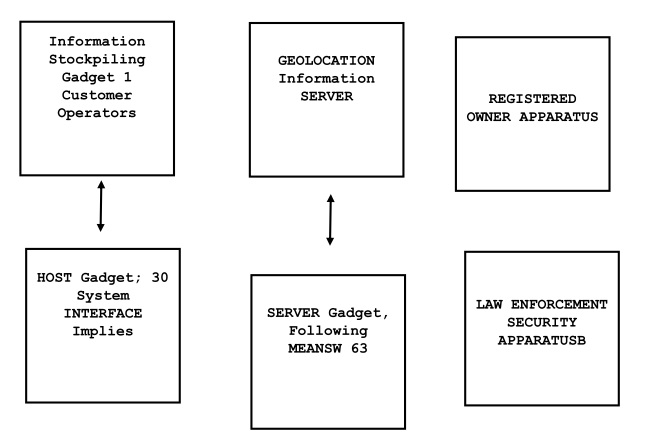 Information
Stockpiling
Gadget 1
Customer
Operators
GEOLOCATION
Information
SERVER
REGISTERED
OWNER APPARATUS
HOST Gadget; 30
System
INTERFACE
Implies
SERVER Gadget,
Following
MEANSW 63
LAW ENFORCEMENT
SECURITY
APPARATUSB